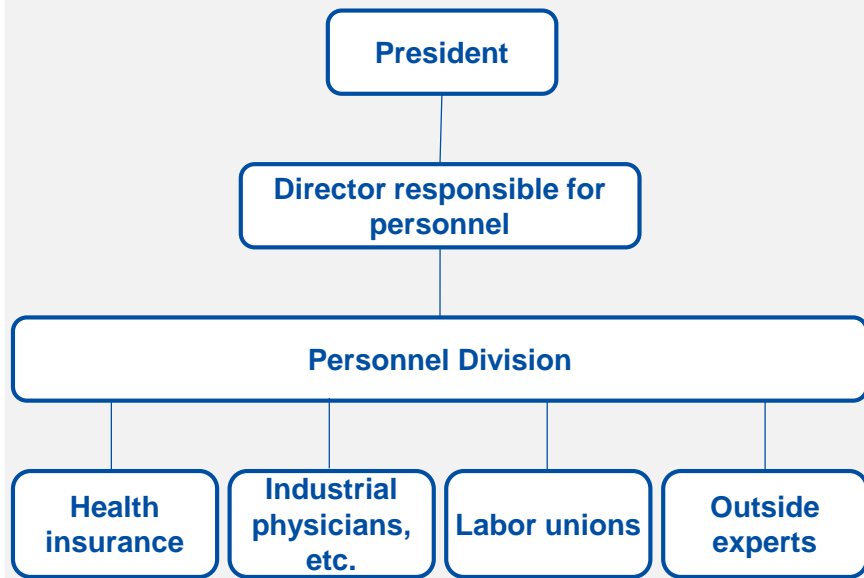 President
Director responsible for
personnel
Personnel Division
Health
insurance
Industrial
physicians,
etc.
Labor unions
Outside
experts